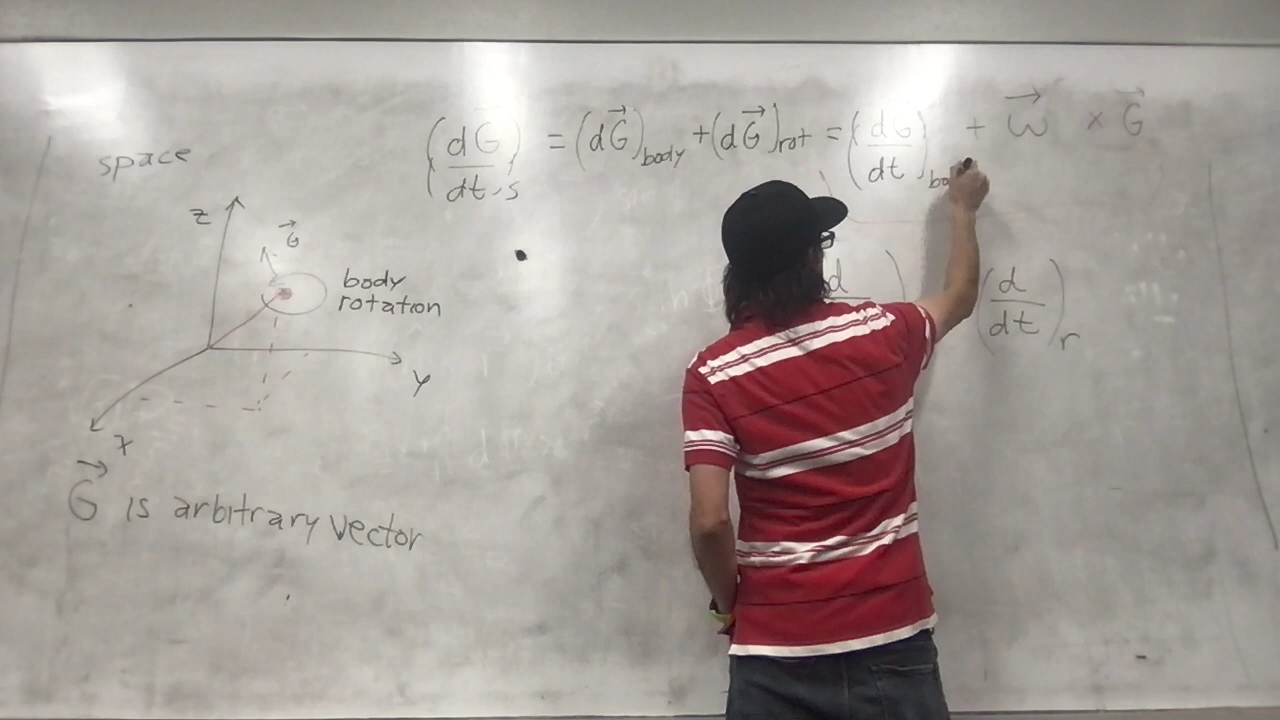 (dG/dt)s = (dG⃗)body + (dG⃗)rot = (dG/dt)bo + ω⃗ × G⃗
space
z
G⃗
body
rotation
y
x
(d ) (d/dt)r
G⃗ is arbitrary vector